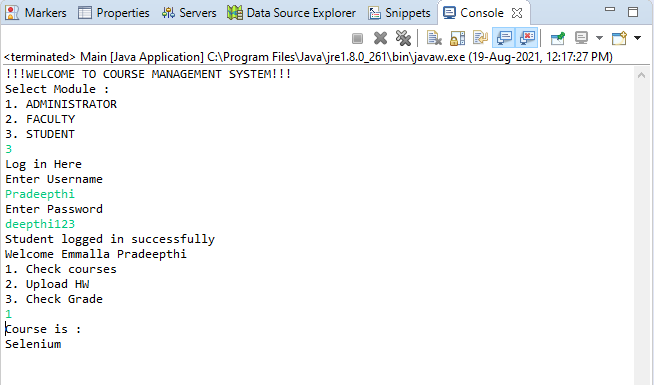 Markers Properties Servers Data Source Explorer Snippets Console
<terminated> Main [Java Application] C:\Program Files\Java\jre1.8.0_261\bin\javaw.exe (19-Aug-2021, 12:17:27 PM)
!!!WELCOME TO COURSE MANAGEMENT SYSTEM!!!
Select Module :
1. ADMINISTRATOR
2. FACULTY
3. STUDENT
3
Log in Here
Enter Username
Pradeepthi
Enter Password
deepthi123
Student logged in successfully
Welcome Emmalla Pradeepthi
1. Check courses
2. Upload HW
3. Check Grade
1
Course is :
Selenium